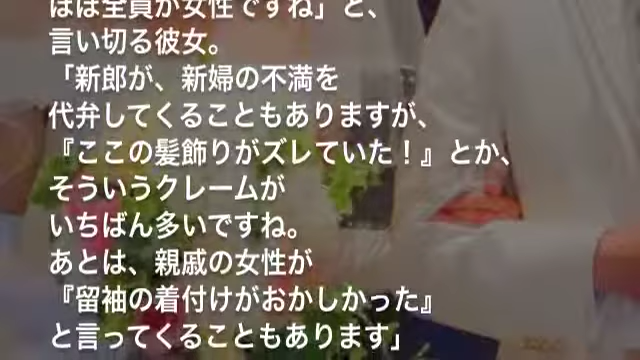 ほぼ全員が女性ですね」と、
言い切る彼女。
「新郎が、新婦の不満を
代弁してくることもありますが、
『ここの髪飾りがズレていた！』とか、
そういうクレームが
いちばん多いですね。
あとは、親戚の女性が
『留袖の着付けがおかしかった』
と言ってくることもあります」